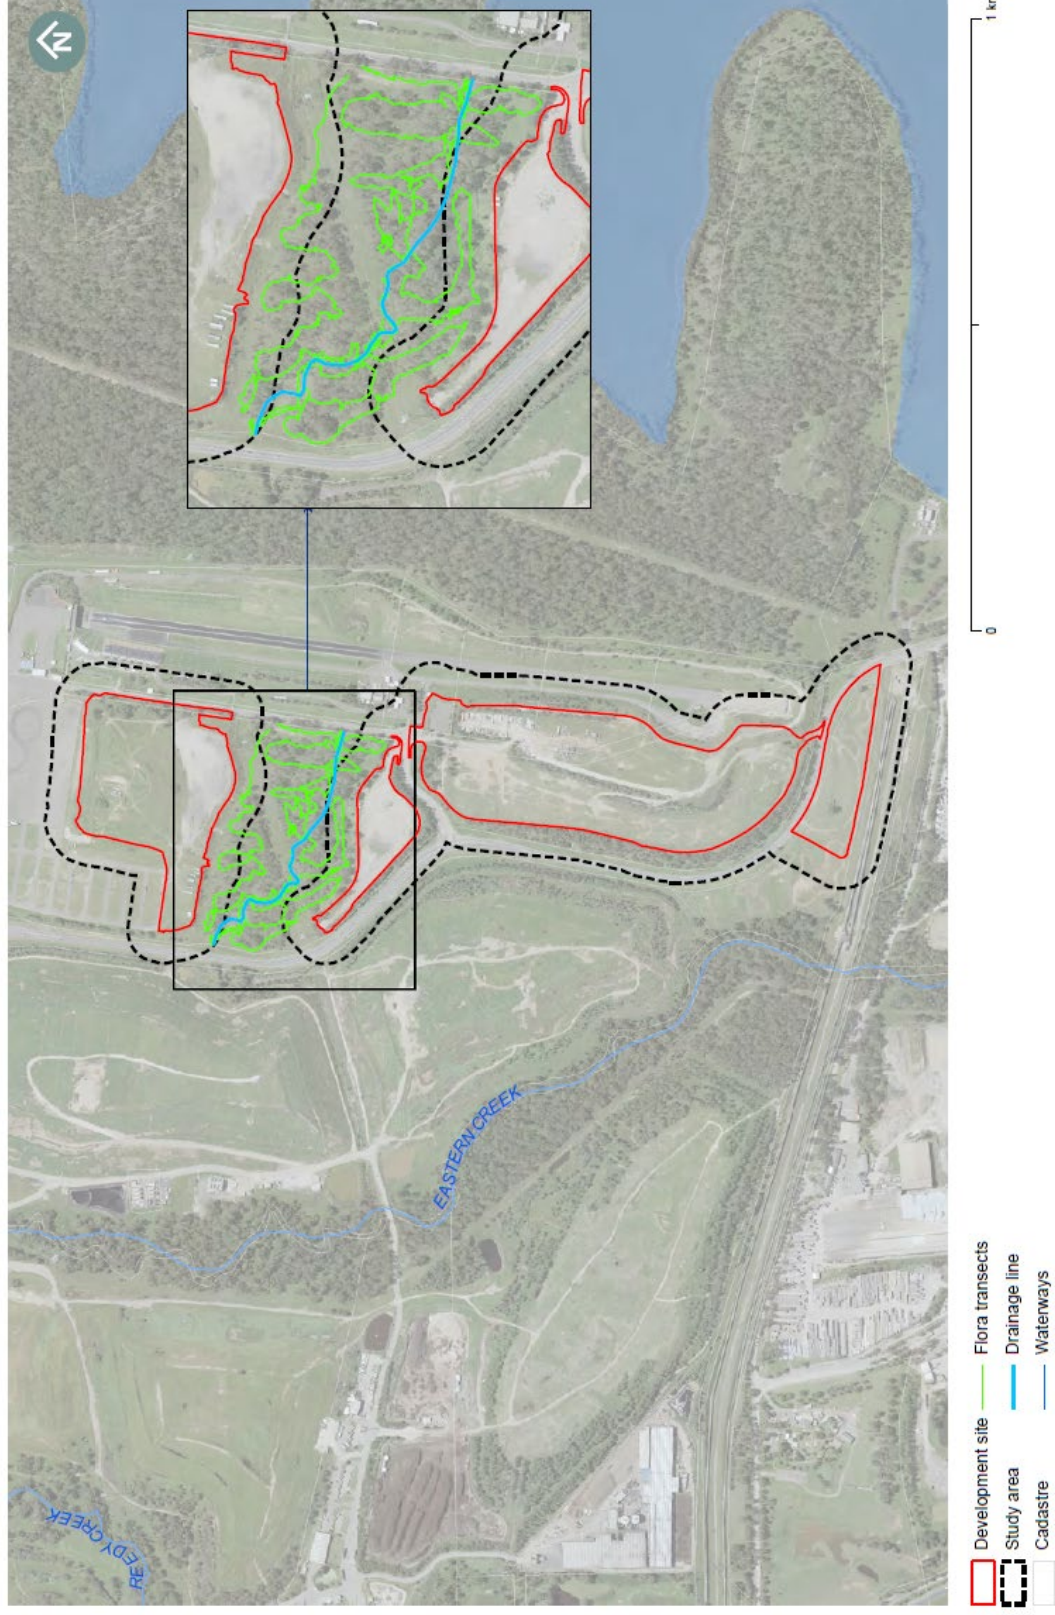 N
REEDY CREEK
EASTERN CREEK
0
1 km
Development site
Study area
Cadastre
Flora transects
Drainage line
Waterways